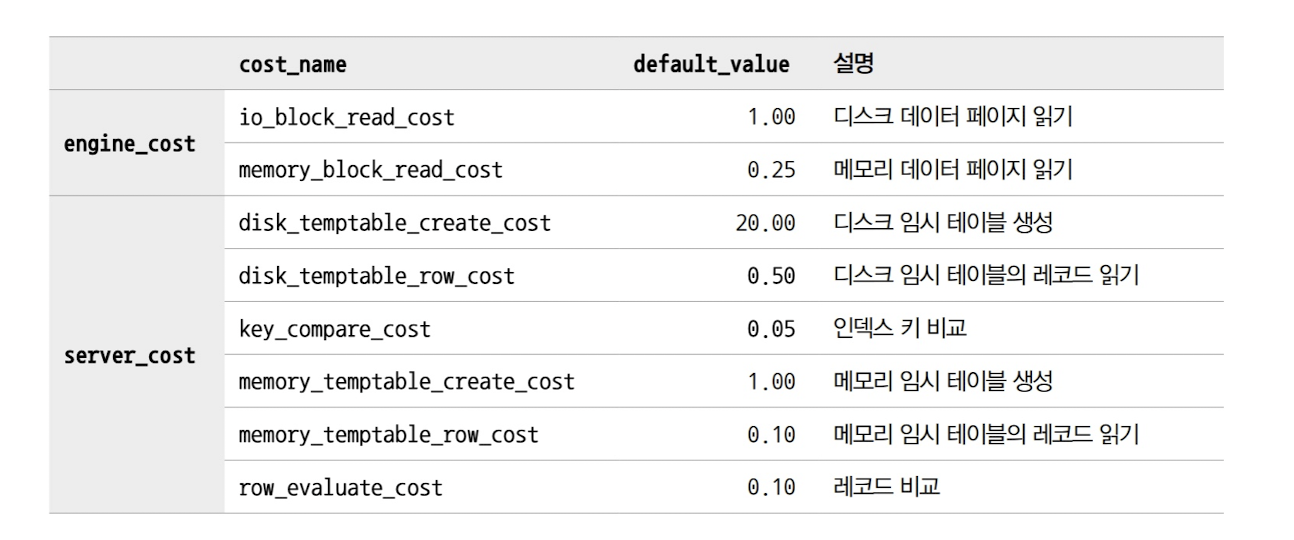 cost_name default_value 설명
engine_cost
io_block_read_cost 1.00 디스크 데이터 페이지 읽기
memory_block_read_cost 0.25 메모리 데이터 페이지 읽기
server_cost
disk_temptable_create_cost 20.00 디스크 임시 테이블 생성
disk_temptable_row_cost 0.50 디스크 임시 테이블의 레코드 읽기
key_compare_cost 0.05 인덱스 키 비교
memory_temptable_create_cost 1.00 메모리 임시 테이블 생성
memory_temptable_row_cost 0.10 메모리 임시 테이블의 레코드 읽기
row_evaluate_cost 0.10 레코드 비교